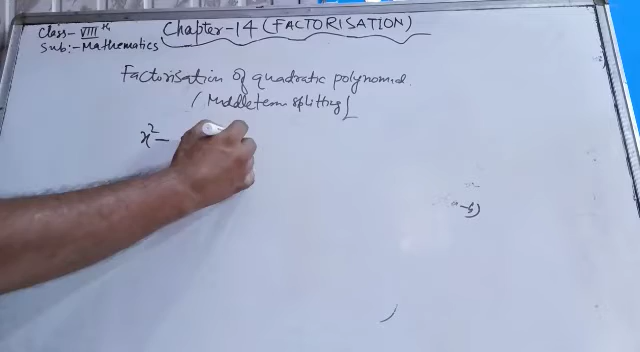 Class- VIII th
Chapter-14 (FACTORISATION)
Sub:- Mathematics
Factorisation of quadratic polynomial.
(Middle term splitting)
x² -